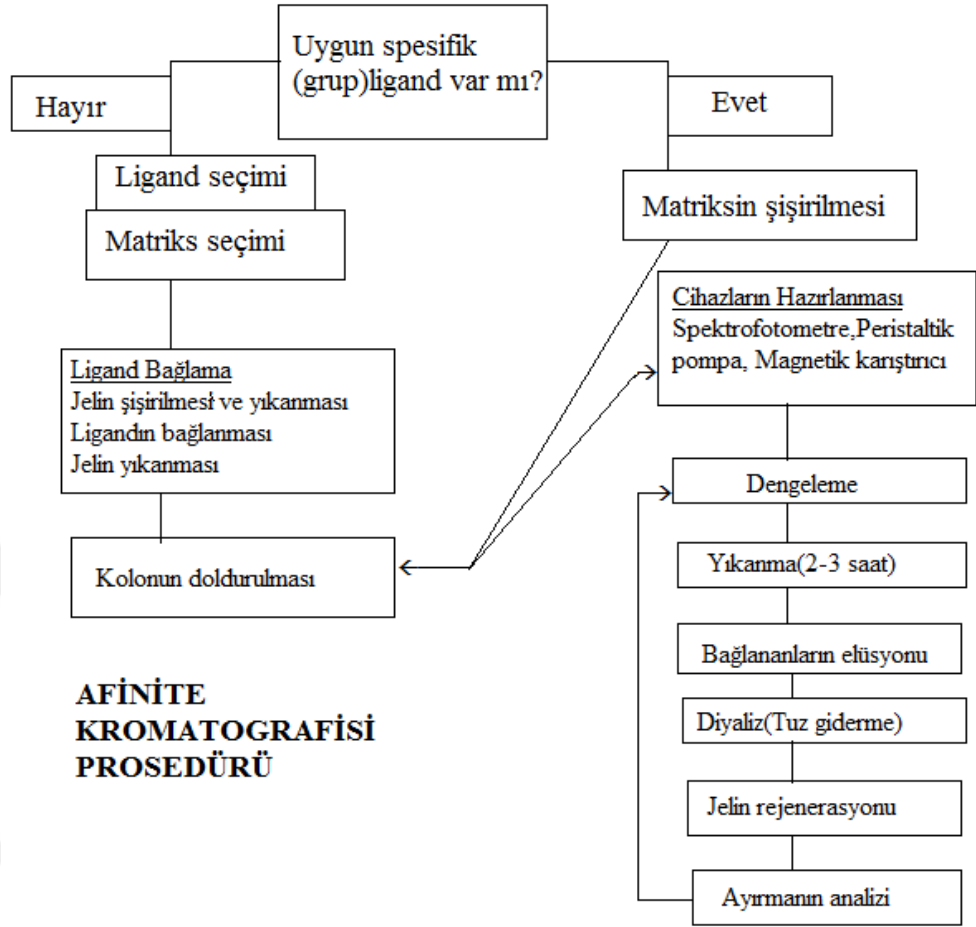 Uygun spesifik
(grup)ligand var mı?
Hayır
Evet
Ligand seçimi
Matriks seçimi
Matriksin şişirilmesi
Ligand Bağlama
Jelin şişirilmesi ve yıkanması
Ligandın bağlanması
Jelin yıkanması
Kolonun doldurulması
Cihazların Hazırlanması
Spektrofotometre,Peristaltik
pompa, Magnetik karıştırıcı
Dengeleme
Yıkanma(2-3 saat)
Bağlananların elüsyonu
Diyaliz(Tuz giderme)
Jelin rejenerasyonu
Ayırmanın analizi
AFİNİTE
KROMATOGRAFİSİ
PROSEDÜRÜ